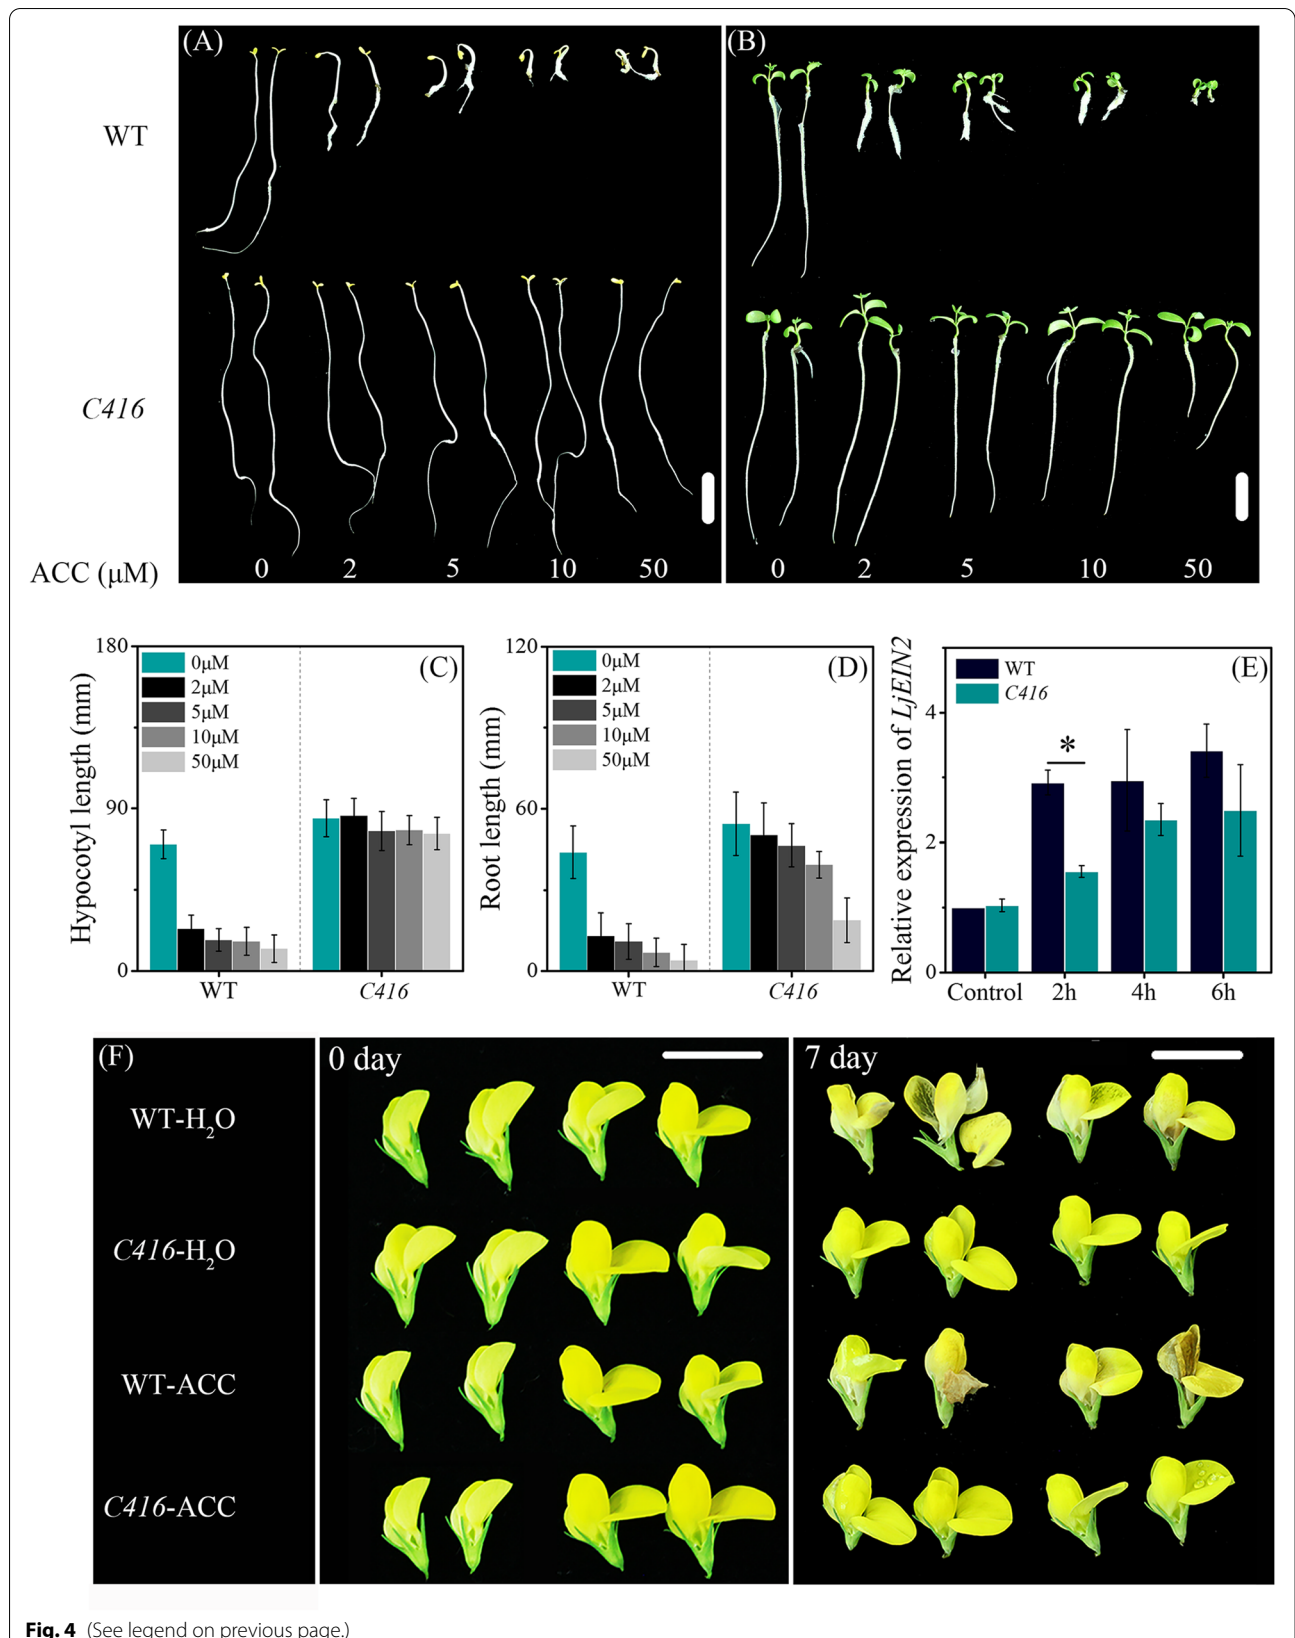 (A)
(B)
WT
C416
ACC (μM)
0 2 5 10 50
0 2 5 10 50
180
90
0
Hypocotyl length (mm)
0μM
2μM
5μM
10μM
50μM
(C)
WT C416
120
60
0
Root length (mm)
0μM
2μM
5μM
10μM
50μM
(D)
WT C416
4
2
0
Relative expression of LjEIN2
WT
C416
(E)
*
Control 2h 4h 6h
(F)
0 day
7 day
WT-H₂O
C416-H₂O
WT-ACC
C416-ACC
Fig. 4 (See legend on previous page.)